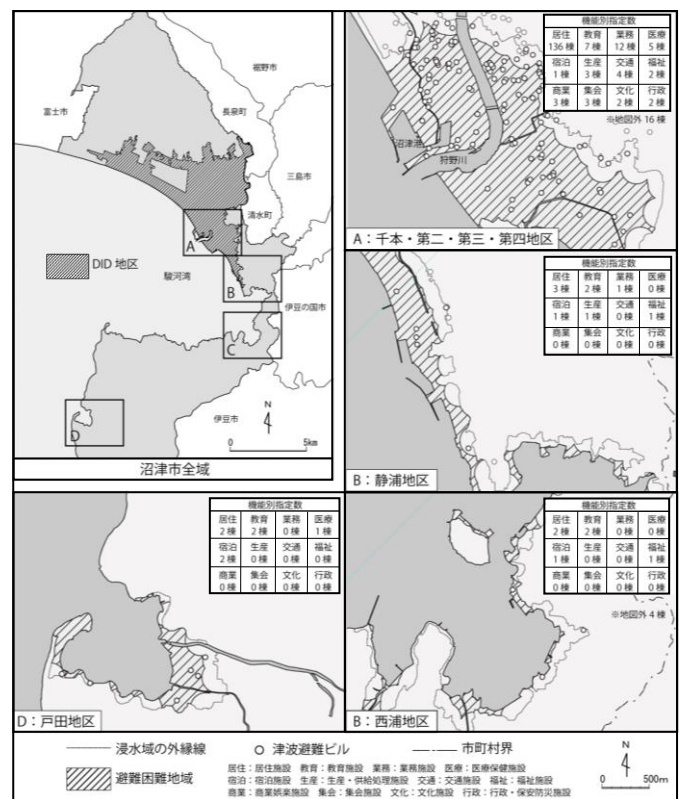 裾野市
富士市
長泉町
三島市
清水町
A
DID 地区
駿河湾
B
伊豆の国市
C
伊豆市
D
N
0 5km
沼津市全域
機能別指定数
居住 教育 業務 医療
136 棟 7 棟 12 棟 5 棟
宿泊 生産 交通 福祉
1 棟 3 棟 4 棟 2 棟
商業 集会 文化 行政
3 棟 3 棟 2 棟 2 棟
※地図外 16 棟
沼津港
狩野川
A：千本・第二・第三・第四地区
機能別指定数
居住 教育 業務 医療
3 棟 2 棟 1 棟 0 棟
宿泊 生産 交通 福祉
1 棟 1 棟 0 棟 1 棟
商業 集会 文化 行政
0 棟 0 棟 0 棟 0 棟
B：静浦地区
機能別指定数
居住 教育 業務 医療
2 棟 2 棟 0 棟 1 棟
宿泊 生産 交通 福祉
2 棟 0 棟 0 棟 0 棟
商業 集会 文化 行政
0 棟 0 棟 0 棟 0 棟
D：戸田地区
機能別指定数
居住 教育 業務 医療
2 棟 2 棟 0 棟 0 棟
宿泊 生産 交通 福祉
1 棟 0 棟 0 棟 1 棟
商業 集会 文化 行政
0 棟 0 棟 0 棟 0 棟
※地図外 4 棟
B：西浦地区
浸水域の外縁線 津波避難ビル 市町村界
避難困難地域
居住：居住施設 教育：教育施設 業務：業務施設 医療：医療保健施設
宿泊：宿泊施設 生産：生産・供給処理施設 交通：交通施設 福祉：福祉施設
商業：商業娯楽施設 集会：集会施設 文化：文化施設 行政：行政・保安防災施設
N
0 500m